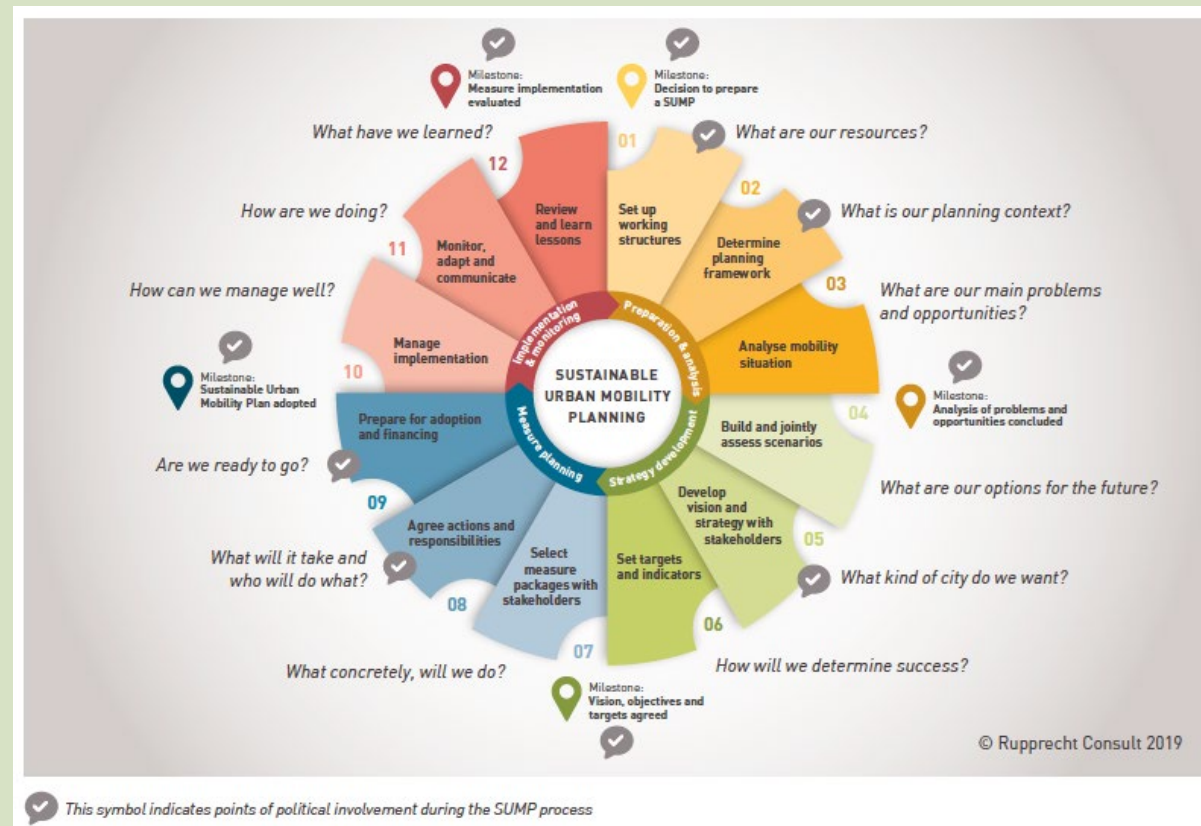 Milestone:
Measure implementation
evaluated
Milestone:
Decision to prepare
a SUMP
What have we learned?
What are our resources?
How are we doing?
What is our planning context?
How can we manage well?
What are our main problems
and opportunities?
Milestone:
Sustainable Urban
Mobility Plan adopted
Milestone:
Analysis of problems and
opportunities concluded
Are we ready to go?
What are our options for the future?
What will it take and
who will do what?
What kind of city do we want?
What concretely, will we do?
How will we determine success?
Milestone:
Vision, objectives and
targets agreed
01
Set up
working
structures
02
Determine
planning
framework
03
Analyse mobility
situation
04
Build and jointly
assess scenarios
05
Develop
vision and
strategy with
stakeholders
06
Set targets
and indicators
07
Select
measure
packages with
stakeholders
08
Agree actions and
responsibilities
09
Prepare for adoption
and financing
10
Manage
implementation
11
Monitor,
adapt and
communicate
12
Review
and learn
lessons
Preparation & analysis
Strategy development
Measure planning
Implementation
& monitoring
SUSTAINABLE
URBAN MOBILITY
PLANNING
© Rupprecht Consult 2019
This symbol indicates points of political involvement during the SUMP process